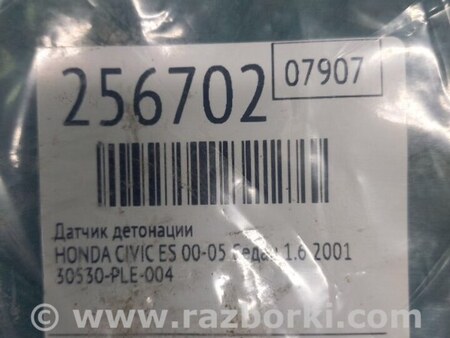 256702
07907
Датчик детонации
HONDA CIVIC ES 00-05 Седан 1.6 2001
30530-PLE-004
www.razborki.com